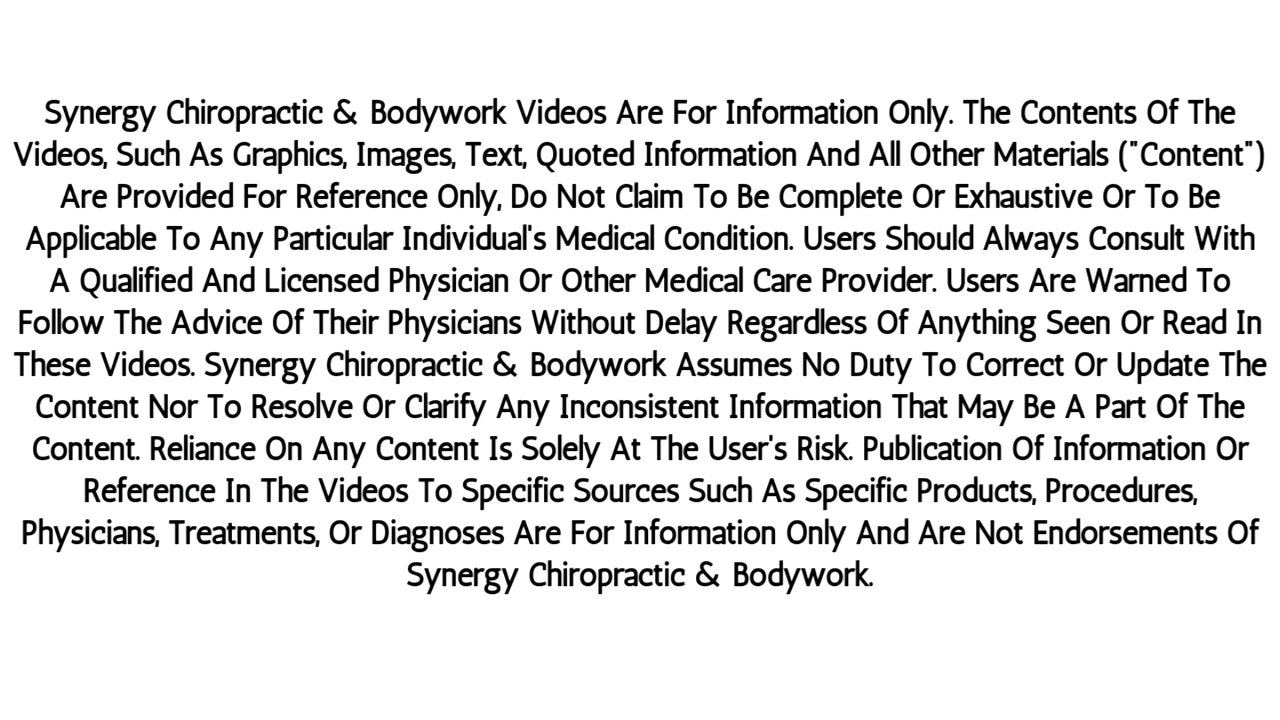 Synergy Chiropractic & Bodywork Videos Are For Information Only. The Contents Of The
Videos, Such As Graphics, Images, Text, Quoted Information And All Other Materials ("Content")
Are Provided For Reference Only, Do Not Claim To Be Complete Or Exhaustive Or To Be
Applicable To Any Particular Individual's Medical Condition. Users Should Always Consult With
A Qualified And Licensed Physician Or Other Medical Care Provider. Users Are Warned To
Follow The Advice Of Their Physicians Without Delay Regardless Of Anything Seen Or Read In
These Videos. Synergy Chiropractic & Bodywork Assumes No Duty To Correct Or Update The
Content Nor To Resolve Or Clarify Any Inconsistent Information That May Be A Part Of The
Content. Reliance On Any Content Is Solely At The User's Risk. Publication Of Information Or
Reference In The Videos To Specific Sources Such As Specific Products, Procedures,
Physicians, Treatments, Or Diagnoses Are For Information Only And Are Not Endorsements Of
Synergy Chiropractic & Bodywork.